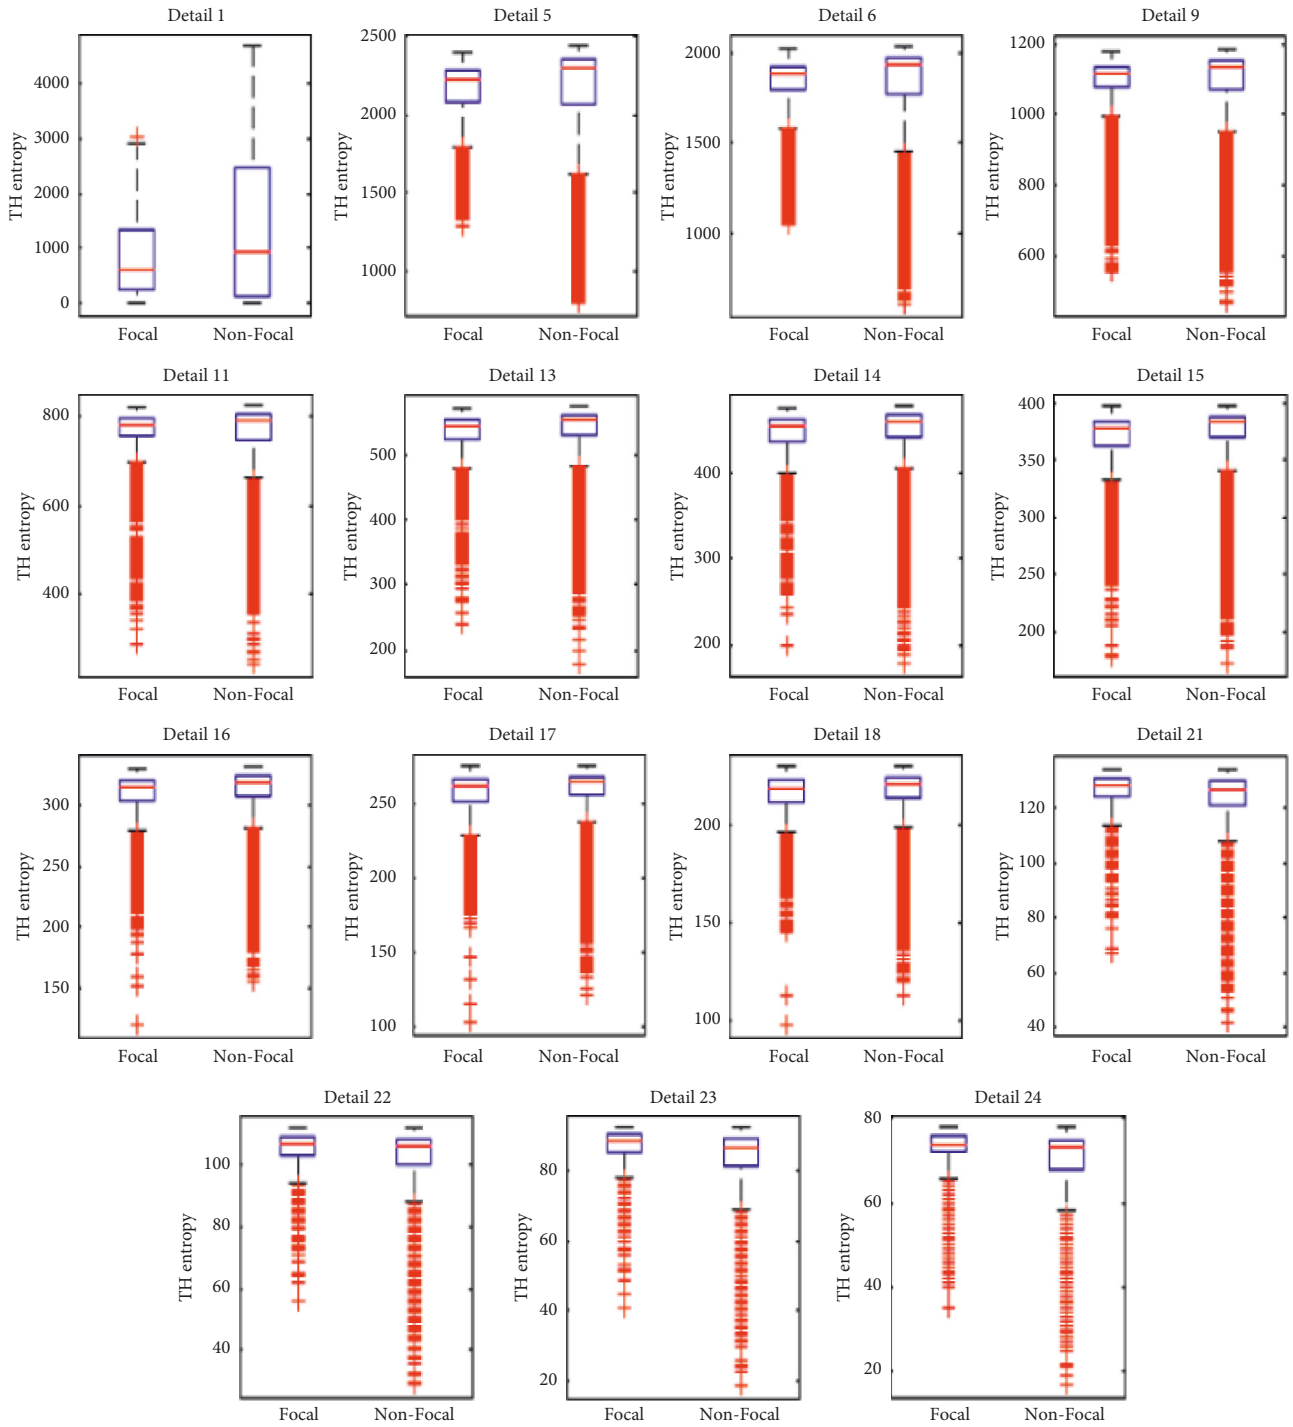 Detail 1
TH entropy
4000
3000
2000
1000
0
Focal Non-Focal
Detail 5
TH entropy
2500
2000
1500
1000
Focal Non-Focal
Detail 6
TH entropy
2000
1500
1000
Focal Non-Focal
Detail 9
TH entropy
1200
1000
800
600
Focal Non-Focal
Detail 11
TH entropy
800
600
400
Focal Non-Focal
Detail 13
TH entropy
500
400
300
200
Focal Non-Focal
Detail 14
TH entropy
400
300
200
Focal Non-Focal
Detail 15
TH entropy
400
350
300
250
200
Focal Non-Focal
Detail 16
TH entropy
300
250
200
150
Focal Non-Focal
Detail 17
TH entropy
250
200
150
100
Focal Non-Focal
Detail 18
TH entropy
200
150
100
Focal Non-Focal
Detail 21
TH entropy
120
100
80
60
40
Focal Non-Focal
Detail 22
TH entropy
100
80
60
40
Focal Non-Focal
Detail 23
TH entropy
80
60
40
20
Focal Non-Focal
Detail 24
TH entropy
80
60
40
20
Focal Non-Focal